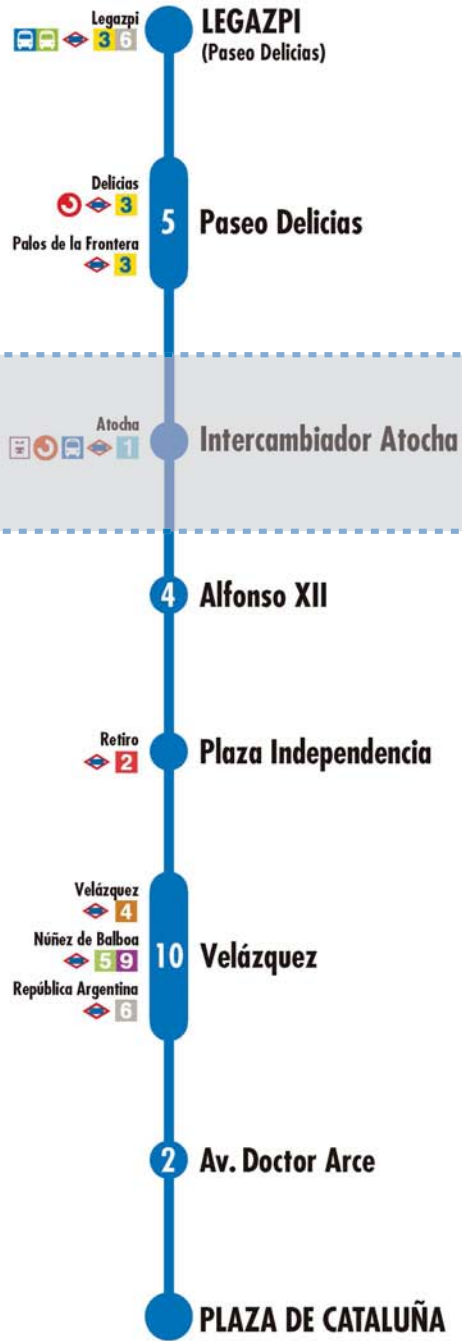 Legazpi
3 6
LEGAZPI
(Paseo Delicias)
Delicias
3
Palos de la Frontera
3
5
Paseo Delicias
Atocha
1
Intercambiador Atocha
4
Alfonso XII
Retiro
2
Plaza Independencia
Velázquez
4
Núñez de Balboa
5 9
República Argentina
6
10
Velázquez
2
Av. Doctor Arce
PLAZA DE CATALUÑA